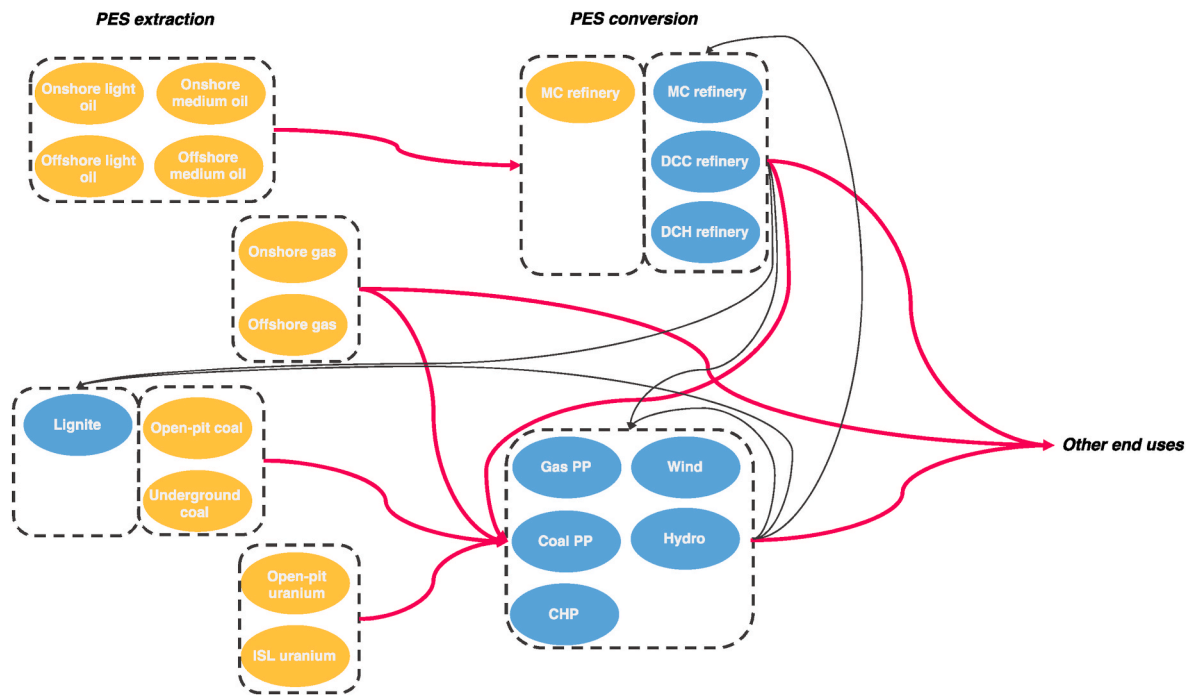 PES extraction
PES conversion
Onshore light
oil
Onshore
medium oil
Offshore light
oil
Offshore
medium oil
MC refinery
MC refinery
DCC refinery
DCH refinery
Onshore gas
Offshore gas
Lignite
Open-pit coal
Underground
coal
Gas PP
Wind
Coal PP
Hydro
CHP
Other end uses
Open-pit
uranium
ISL uranium